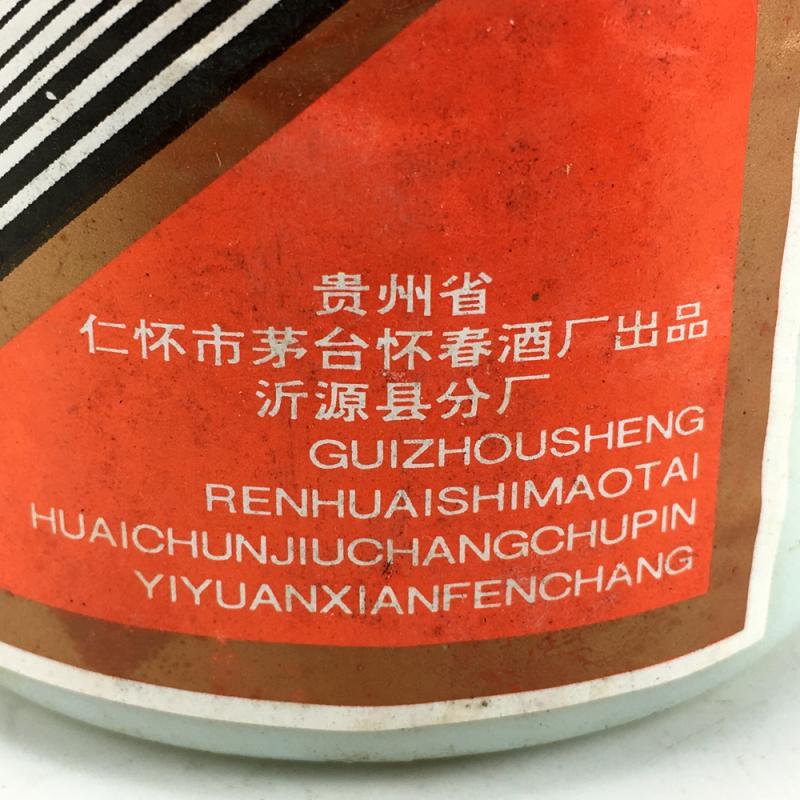 贵州省
仁怀市茅台怀春酒厂出品
沂源县分厂
GUIZHOUSHENG
RENHUAISHIMAOTAI
HUAICHUNJIUCHANGCHUPIN
YIYUANXIANFENCHANG